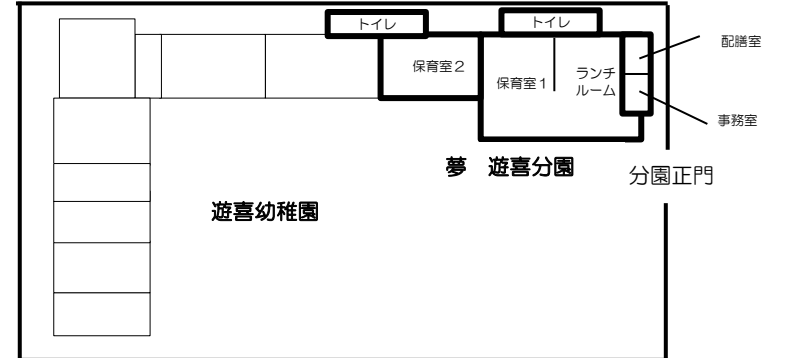 トイレ
トイレ
配膳室
保育室２
保育室１
ランチ
ルーム
事務室
夢　遊喜分園
分園正門
遊喜幼稚園